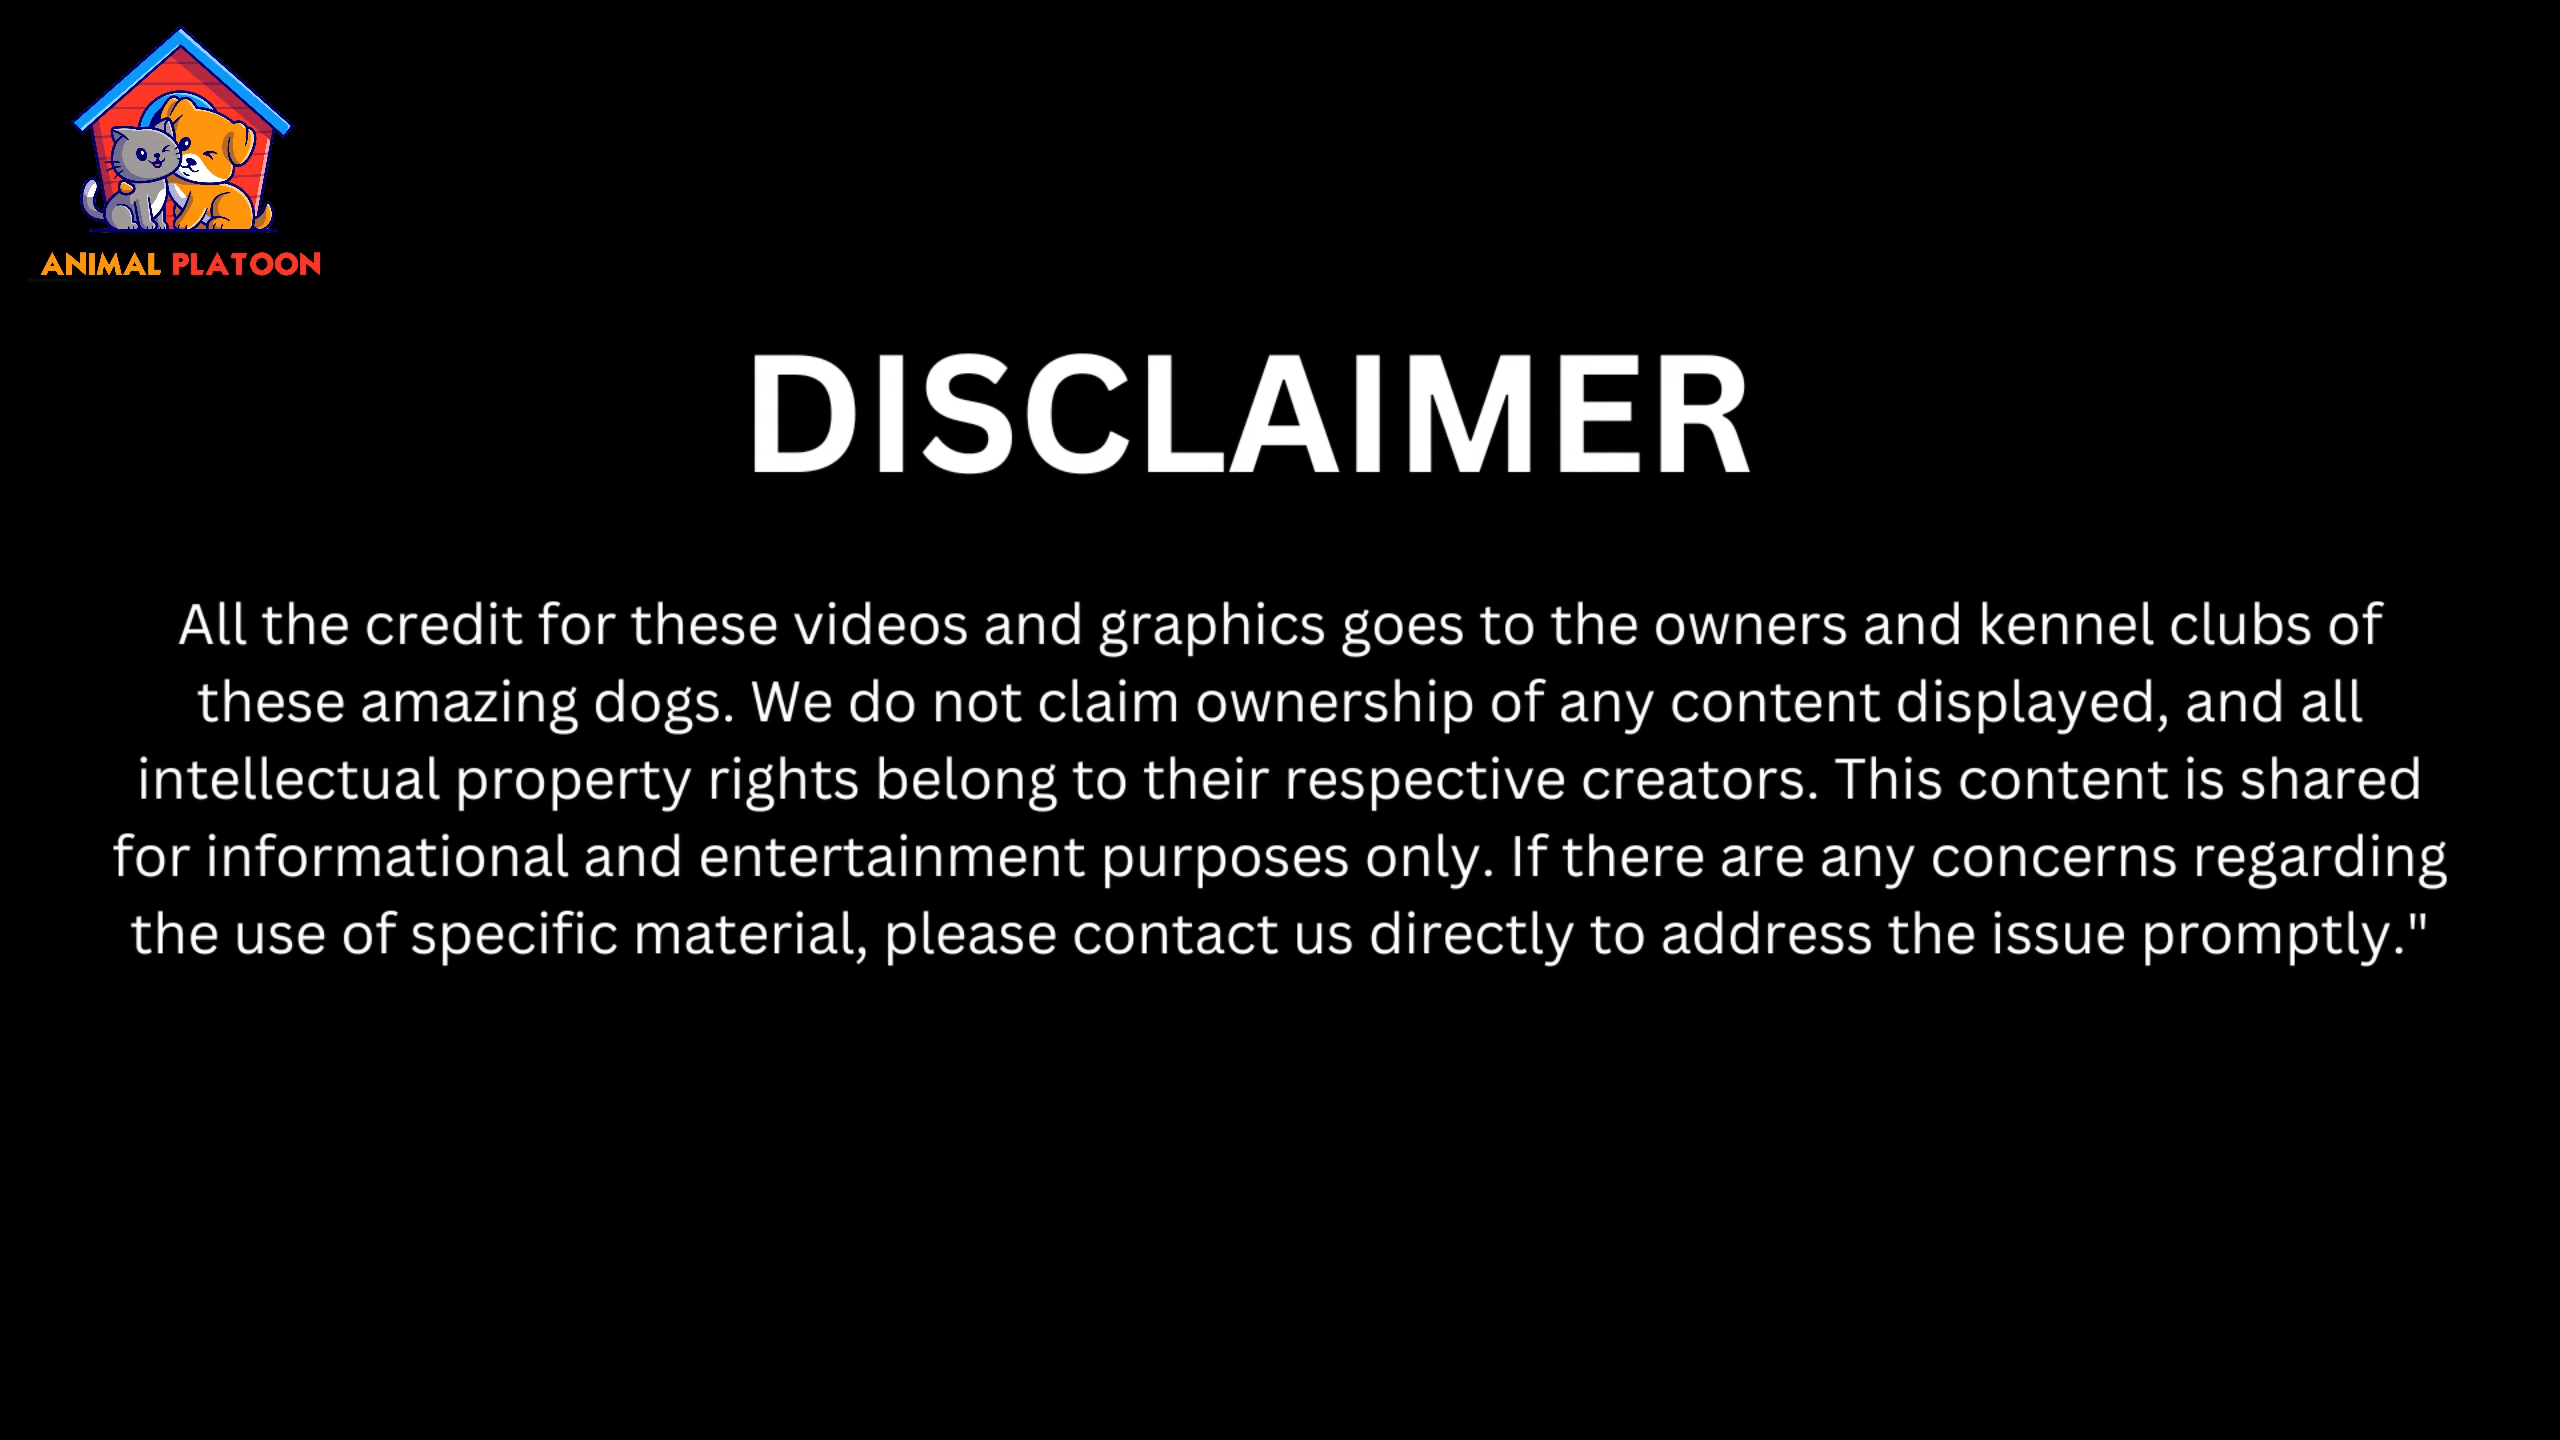 ANIMAL PLATOON
DISCLAIMER
All the credit for these videos and graphics goes to the owners and kennel clubs of
these amazing dogs. We do not claim ownership of any content displayed, and all
intellectual property rights belong to their respective creators. This content is shared
for informational and entertainment purposes only. If there are any concerns regarding
the use of specific material, please contact us directly to address the issue promptly."